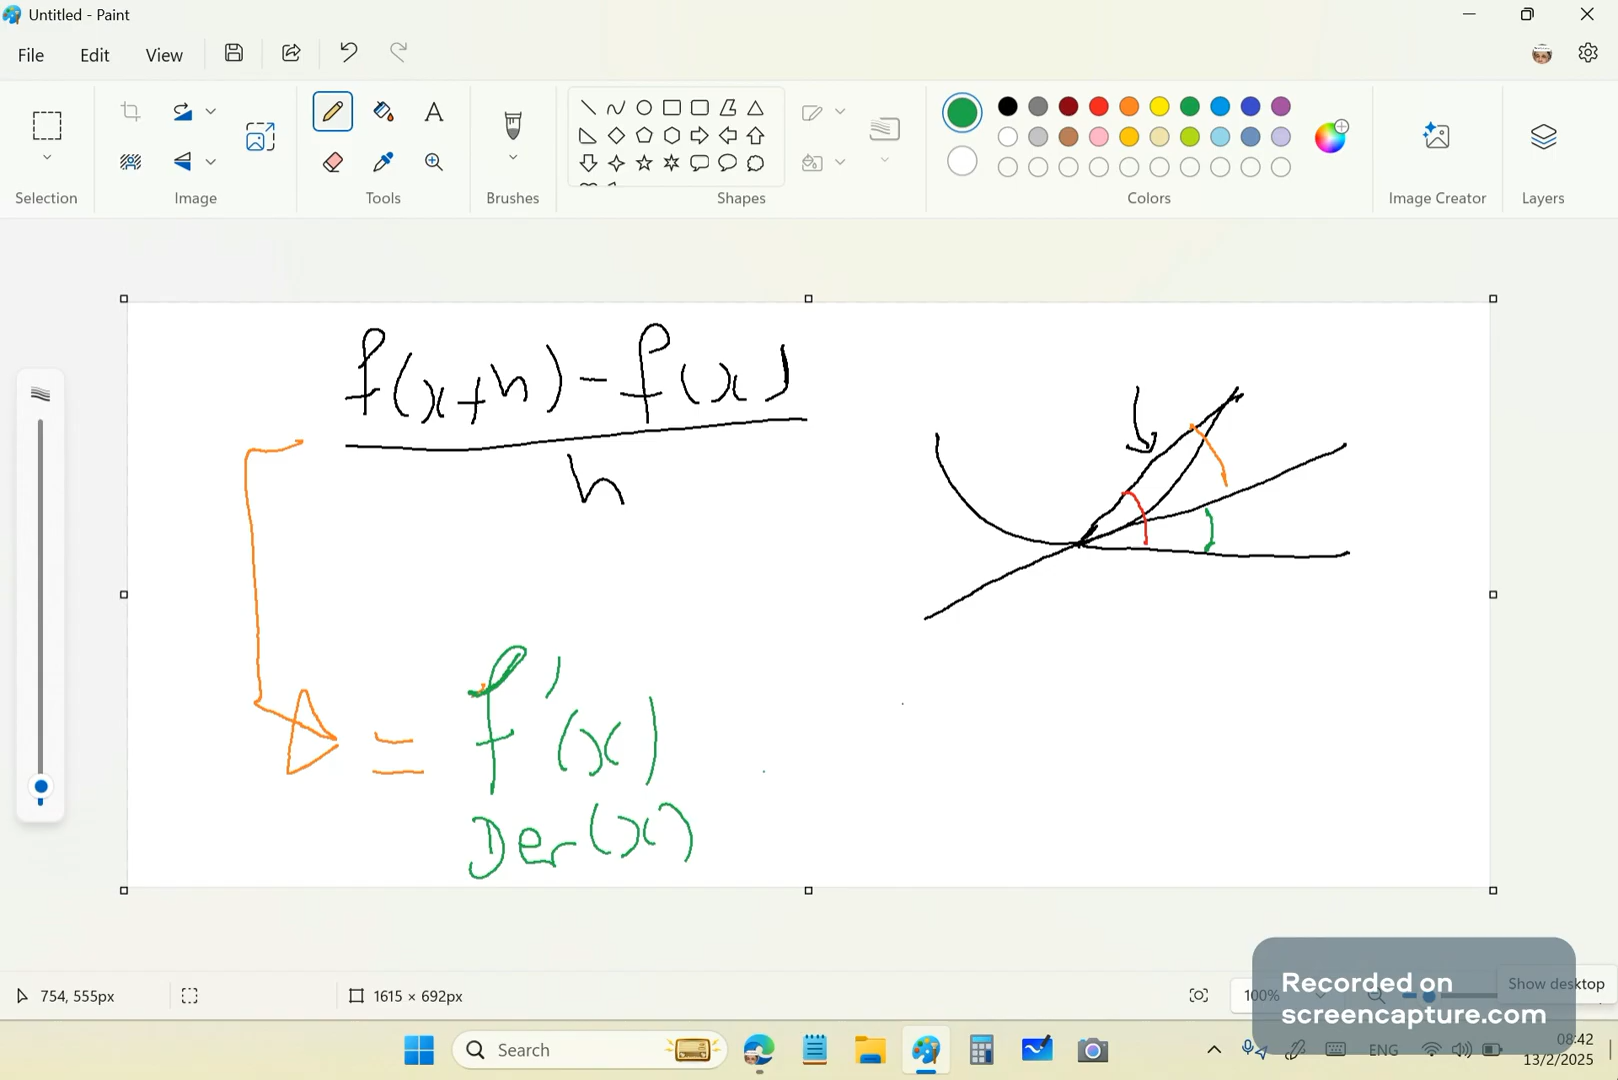 Untitled - Paint
File Edit View
Selection Image Tools Brushes Shapes Colors Image Creator Layers
f(x+h)-f(x)
h
= f'(x)
Der(x)
754, 555px
1615 × 692px
100%
Show desktop
Recorded on
screencapture.com
Search
ENG
08:42
13/2/2025